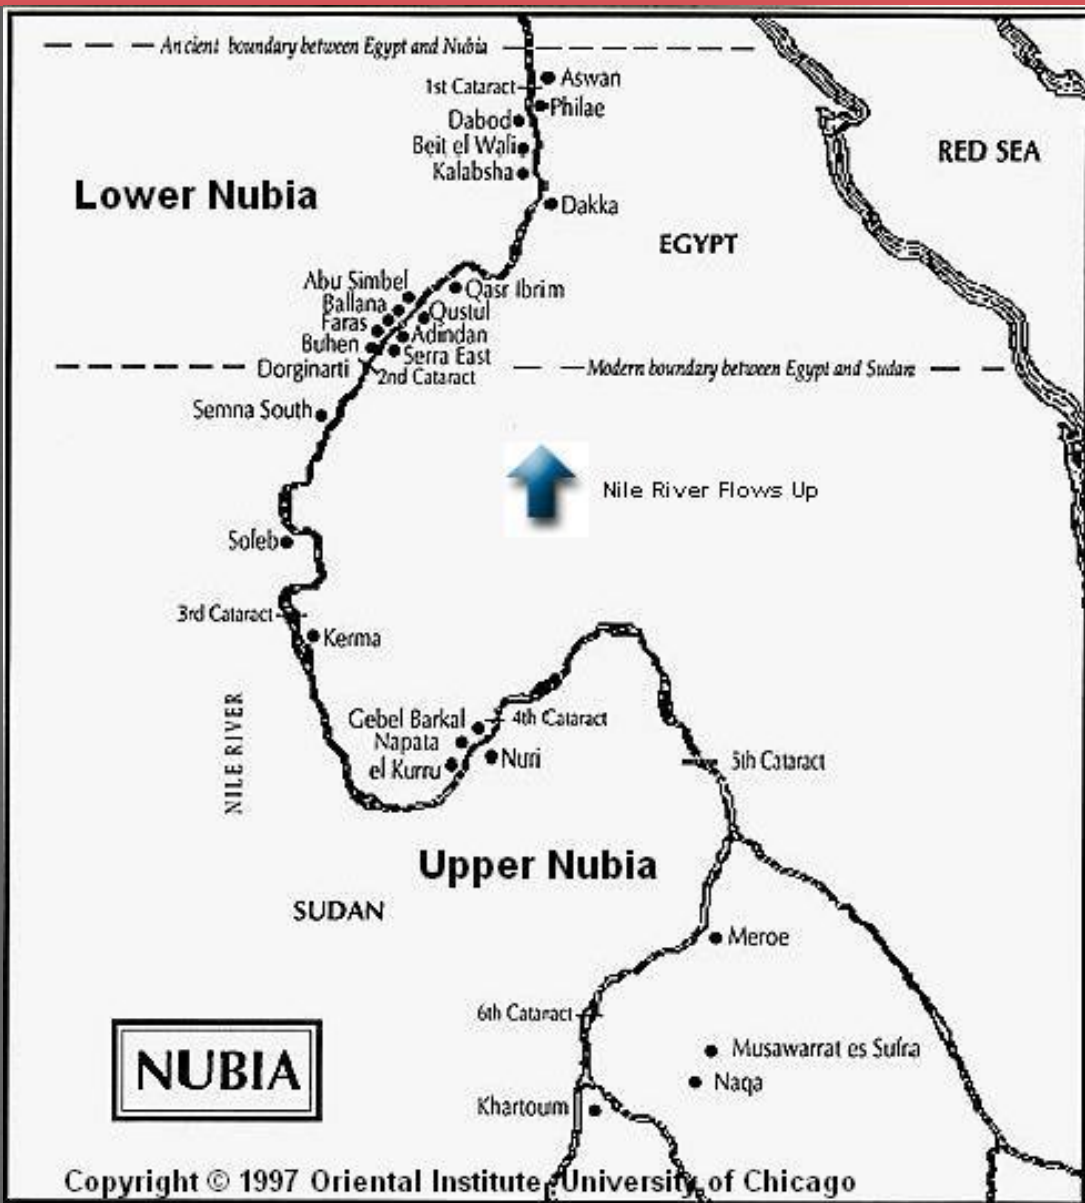 Ancient boundary between Egypt and Nubia
Aswan
1st Cataract
Philae
Dabod
Beit el Wali
Kalabsha
RED SEA
Lower Nubia
Dakka
EGYPT
Abu Simbel
Qasr Ibrim
Ballana
Qustul
Faras
Adindan
Buhen
Serra East
Dorginarti
2nd Cataract
Modern boundary between Egypt and Sudan
Semna South
Nile River Flows Up
Soleb
3rd Cataract
Kerma
NILE RIVER
Gebel Barkal
4th Cataract
Napata
el Kurru
Nuri
5th Cataract
Upper Nubia
SUDAN
Meroe
6th Cataract
Musawarrat es Sufra
NUBIA
Naqa
Khartoum
Copyright © 1997 Oriental Institute, University of Chicago